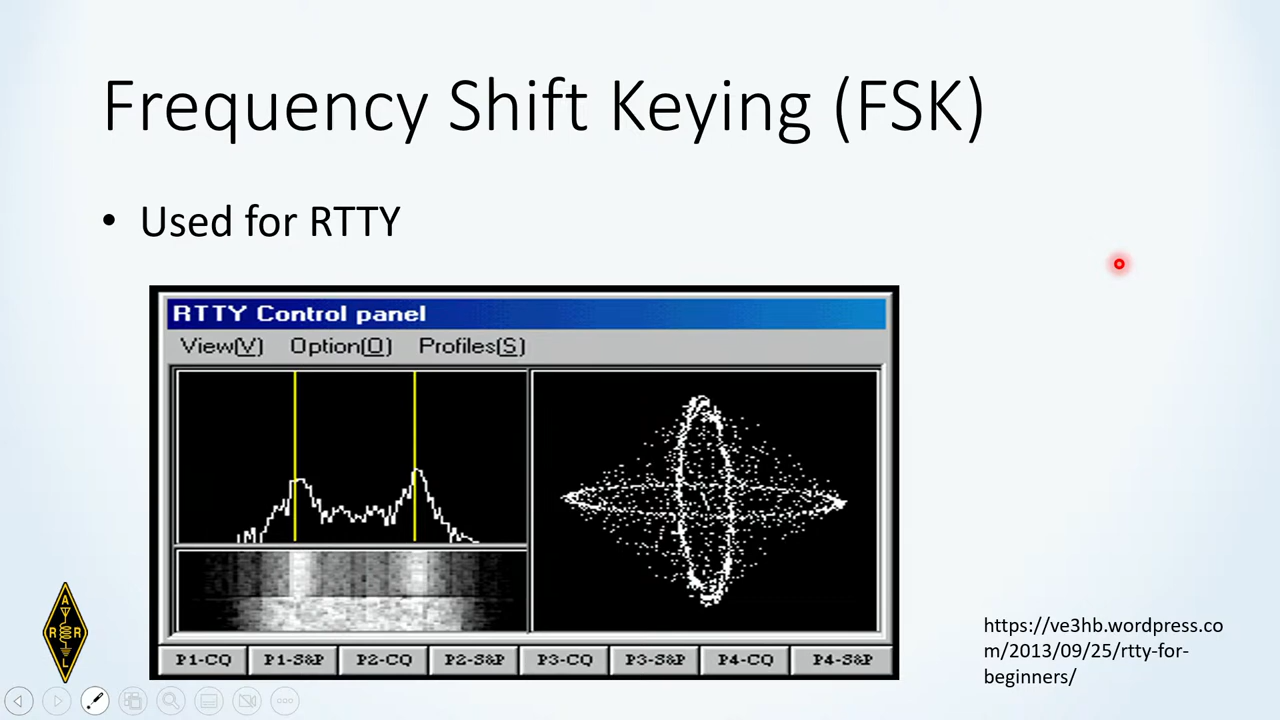 Frequency Shift Keying (FSK)
• Used for RTTY
RTTY Control panel
View(V) Option(O) Profiles(S)
P1-CQ P1-S&P P2-CQ P2-S&P P3-CQ P3-S&P P4-CQ P4-S&P
A
R R
L
https://ve3hb.wordpress.co
m/2013/09/25/rtty-for-
beginners/